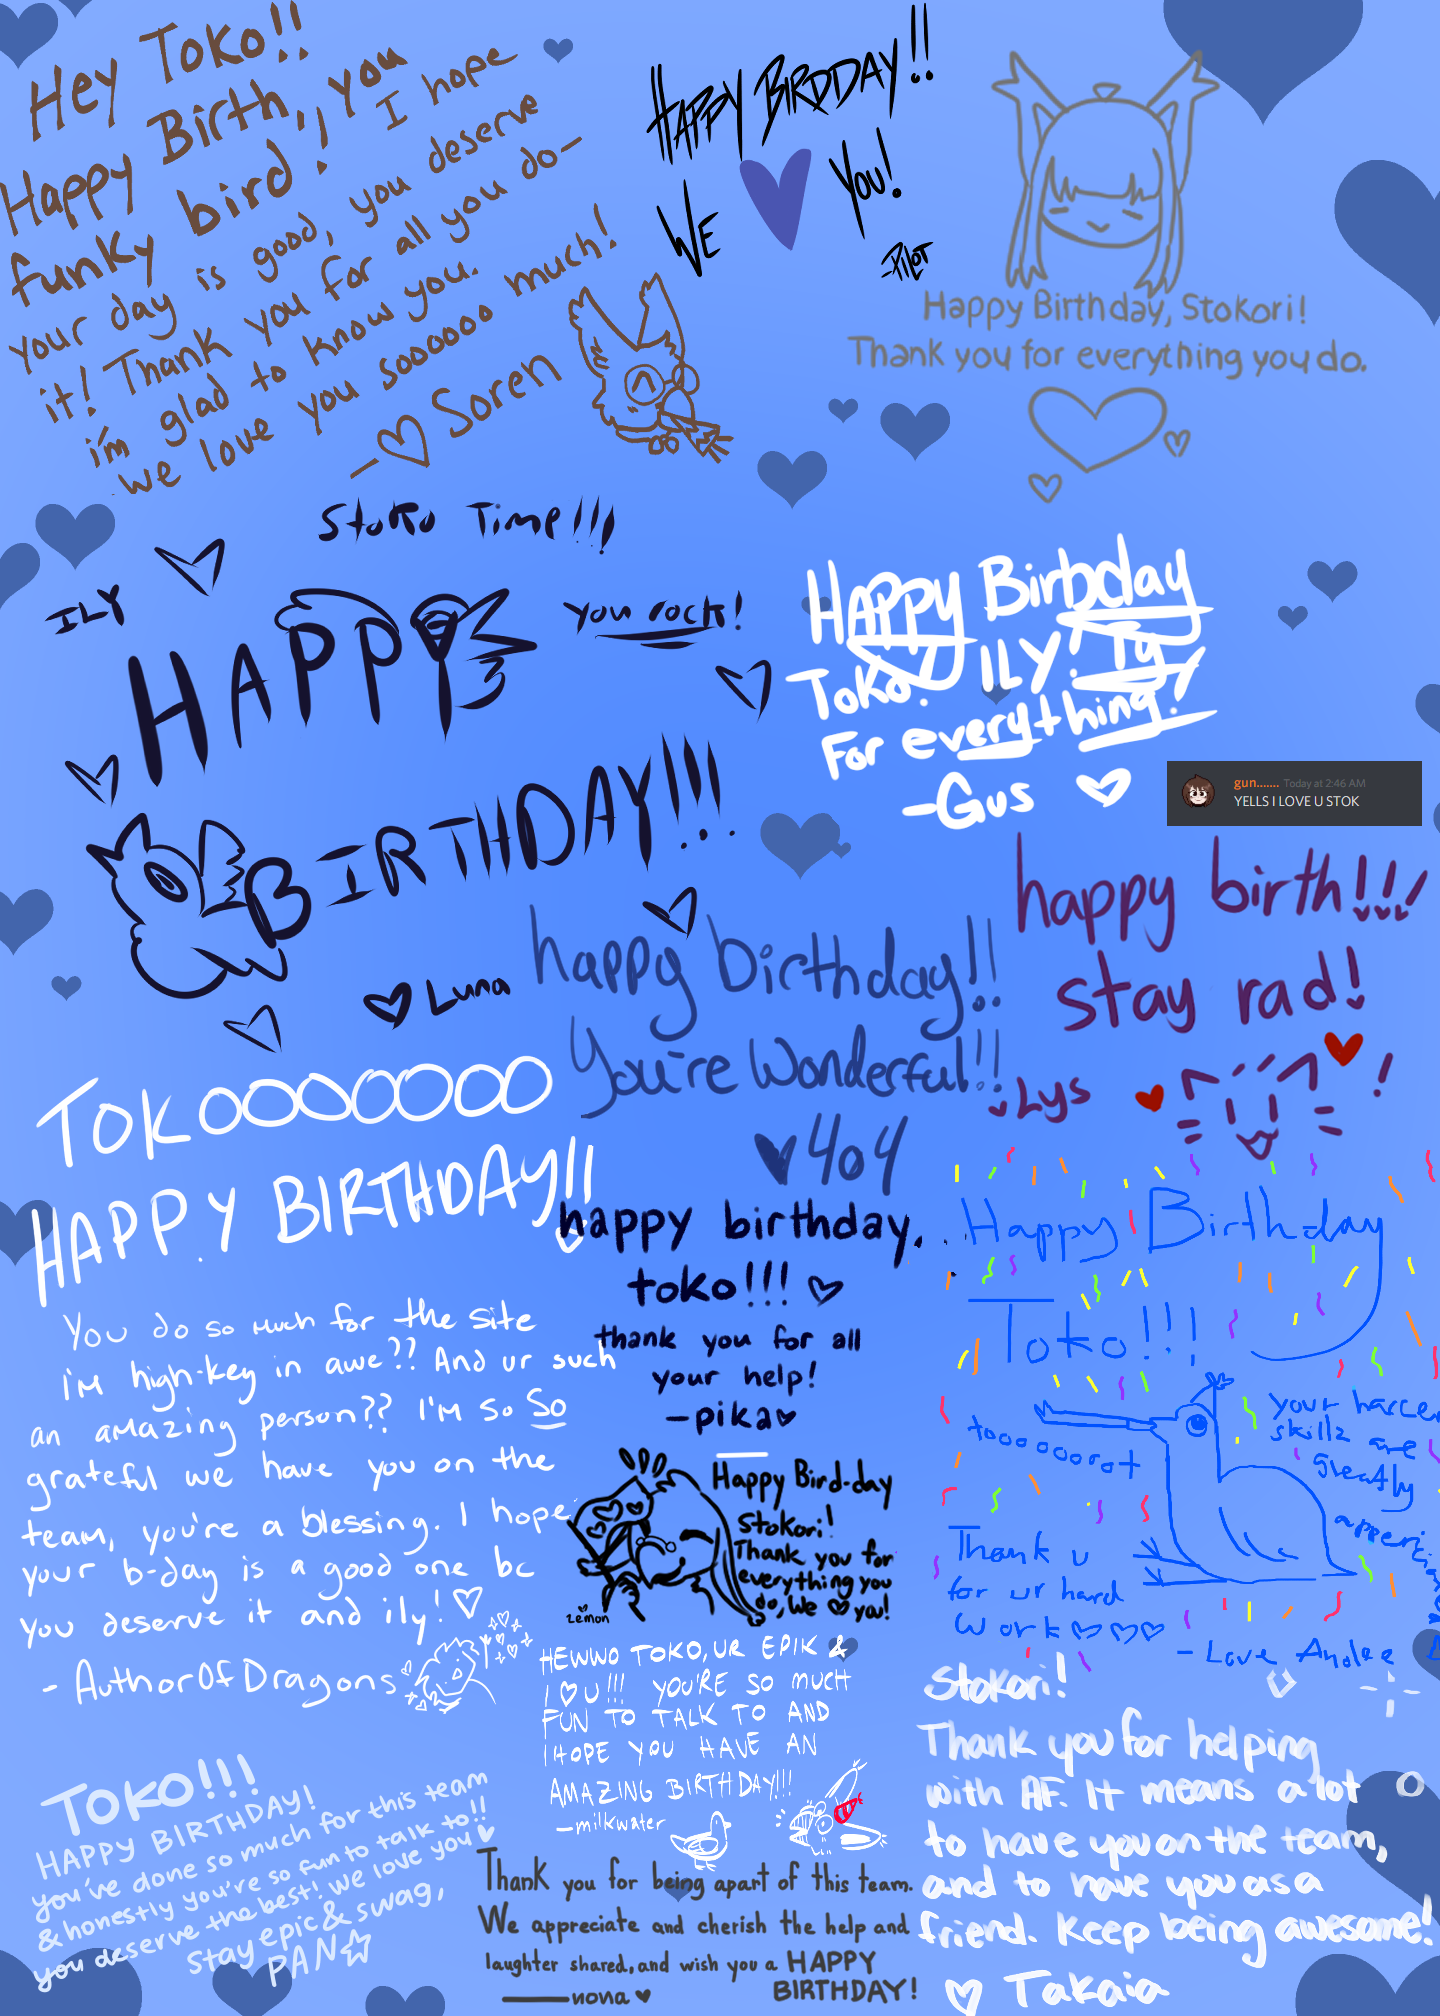 Hey Toko!!
Happy Birth, you
funky bird! I hope
your day is good, you deserve
it! Thank you for all you do—
i'm glad to know you.
we love you soooooo much!
—♡ Soren
HAPPY BIRDDAY!!
WE ♥ You!
-PILOT
Happy Birthday, Stokori!
Thank you for everything you do.
Stoko Time!!!
ILY
you rock!
HAPPY
BIRTHDAY!!!
♥ Luna
HAPPY Birbday
Toko! ILY! Ty
For everything!
-Gus ♡
gun....... Today at 2:46 AM
YELLS I LOVE U STOK
happy birth!!!
stay rad!
Lys
!
happy birthday!!
You're Wonderful!!
♥404
TOKOOOOOOOO
HAPPY BIRTHDAY!!
You do so much for the site
I'm high-key in awe?? And ur such
an amazing person?? I'm so so
grateful we have you on the
team, you're a blessing. I hope
your b-day is a good one bc
you deserve it and ily! ♡
- AuthorOfDragons
happy birthday...
toko!!! ♡
thank you for all
your help!
-pika♥
Happy Birthday
Toko!!!
tooooooot
your
skillz are
greatly
Thank u
for ur hard
work ♡♡♡
- Love Andee
Happy Bird-day
Stokori!
Thank you for
everything you
do, We ♥ you!
zemon
HEWWO TOKO, UR EPIK &
I ♡ U!!! YOU'RE SO MUCH
FUN TO TALK TO AND
I HOPE YOU HAVE AN
AMAZING BIRTHDAY!!!
-milkwater
Stokori!
Thank you for helping
with AF. It means a lot
to have you on the team,
and to have you as a
friend. Keep being awesome!
♡ Takaia
TOKO!!!
HAPPY BIRTHDAY!
you've done so much for this team
& honestly you're so fun to talk to!!
you deserve the best! we love you ♥
Stay epic & swag,
PAN☆
Thank you for being apart of this team.
We appreciate and cherish the help and
laughter shared, and wish you a HAPPY
BIRTHDAY!
—nona ♥